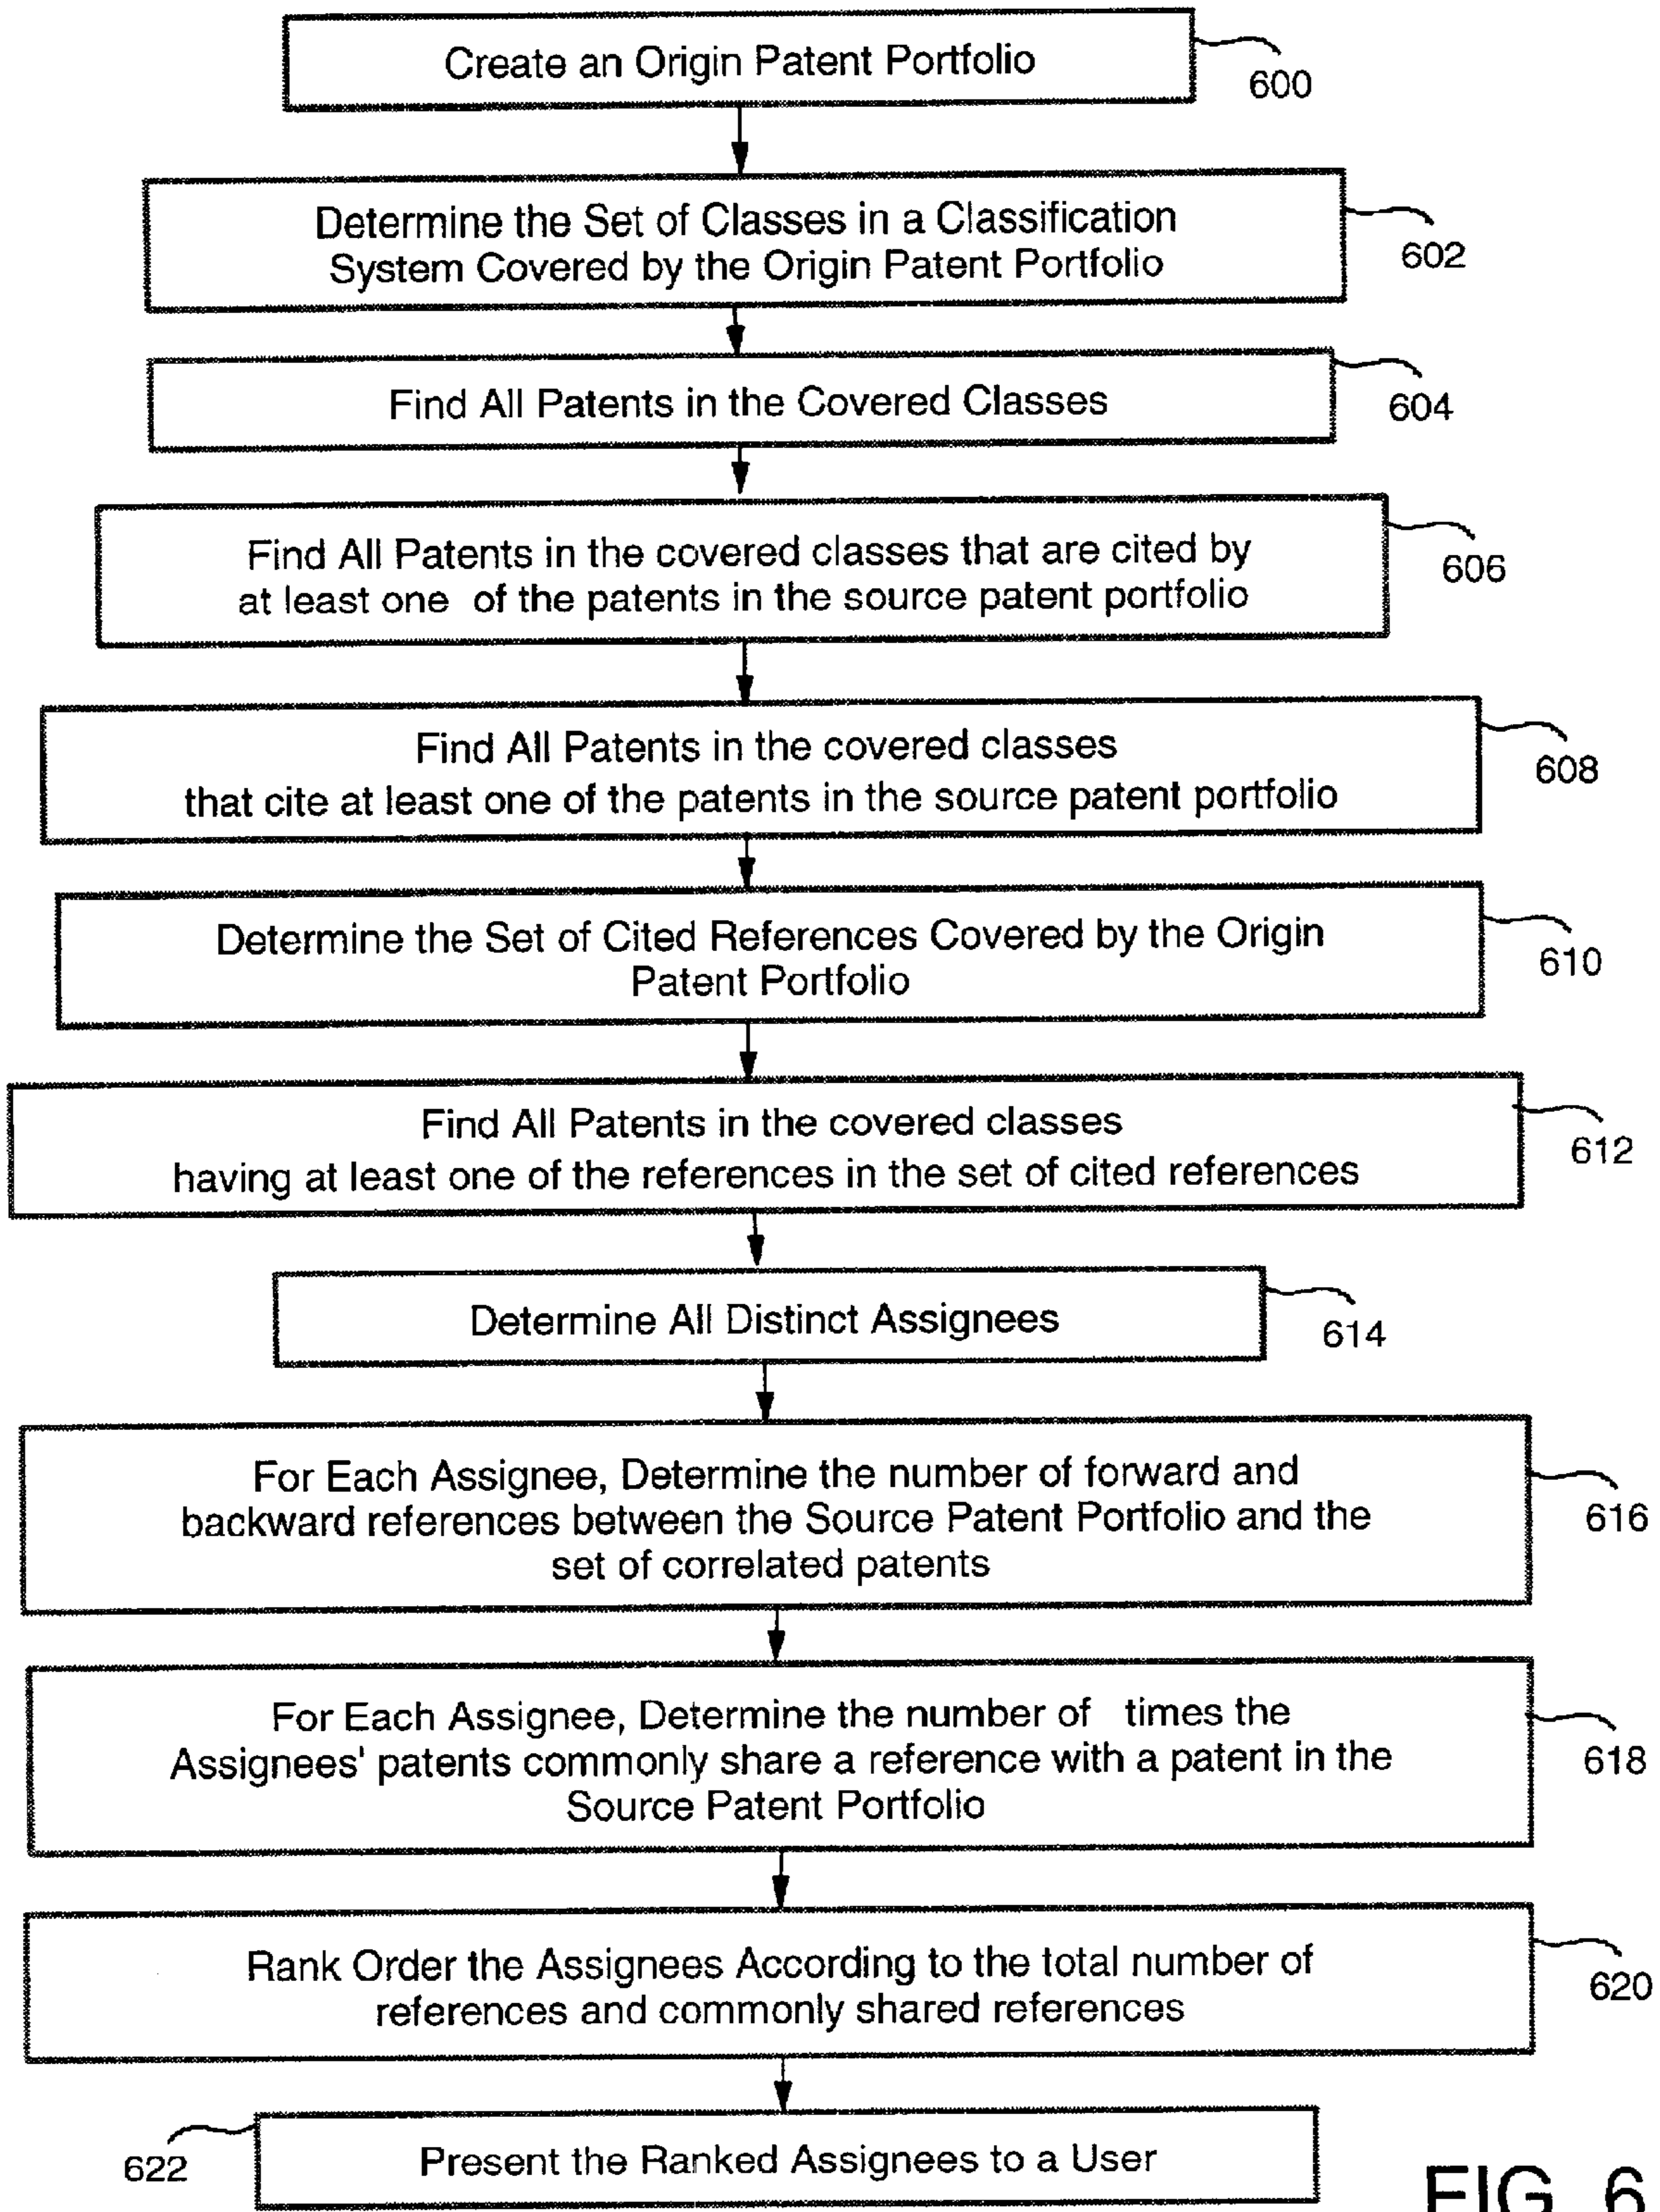 Create an Origin Patent Portfolio
600
Determine the Set of Classes in a Classification
System Covered by the Origin Patent Portfolio
602
Find All Patents in the Covered Classes
604
Find All Patents in the covered classes that are cited by
at least one of the patents in the source patent portfolio
606
Find All Patents in the covered classes
that cite at least one of the patents in the source patent portfolio
608
Determine the Set of Cited References Covered by the Origin
Patent Portfolio
610
Find All Patents in the covered classes
having at least one of the references in the set of cited references
612
Determine All Distinct Assignees
614
For Each Assignee, Determine the number of forward and
backward references between the Source Patent Portfolio and the
set of correlated patents
616
For Each Assignee, Determine the number of times the
Assignees' patents commonly share a reference with a patent in the
Source Patent Portfolio
618
Rank Order the Assignees According to the total number of
references and commonly shared references
620
Present the Ranked Assignees to a User
622
FIG. 6